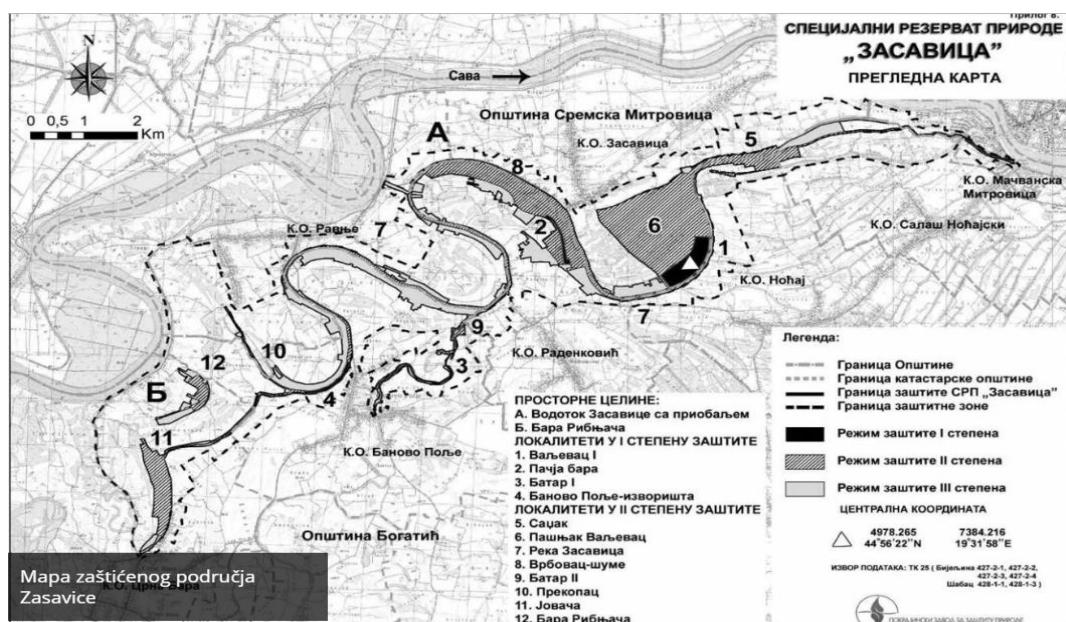 Прилог 8.
СПЕЦИЈАЛНИ РЕЗЕРВАТ ПРИРОДЕ
„ЗАСАВИЦА”
ПРЕГЛЕДНА КАРТА
N
0 0,5 1 2
Km
Сава
Општина Сремска Митровица
А
К.О. Засавица
5
К.О. Мачванска
Митровица
8
К.О. Салаш Ноћајски
К.О. Равње
7
2
6
1
К.О. Ноћај
7
9
К.О. Раденковић
12
10
3
Б
4
11
К.О. Баново Поље
Општина Богатић
К.О. Црна Бара
ПРОСТОРНЕ ЦЕЛИНЕ:
А. Водоток Засавице са приобаљем
Б. Бара Рибњача
ЛОКАЛИТЕТИ У I СТЕПЕНУ ЗАШТИТЕ
1. Ваљевац I
2. Пачја бара
3. Батар I
4. Баново Поље-изворишта
ЛОКАЛИТЕТИ У II СТЕПЕНУ ЗАШТИТЕ
5. Саџак
6. Пашњак Ваљевац
7. Река Засавица
8. Врбовац-шуме
9. Батар II
10. Прекопац
11. Јовача
12. Бара Рибњача
Легенда:
Граница Општине
Граница катастарске општине
Граница заштите СРП „Засавица”
Граница заштитне зоне
Режим заштите I степена
Режим заштите II степена
Режим заштите III степена
ЦЕНТРАЛНА КООРДИНАТА
4978.265 7384.216
44°56'22''N 19°31'58''E
ИЗВОР ПОДАТАКА: ТК 25 ( Бијељина 427-2-1, 427-2-2,
427-2-3, 427-2-4
Шабац 428-1-1, 428-1-3 )
ПОКРАЈИНСКИ ЗАВОД ЗА ЗАШТИТУ ПРИРОДЕ
Mapa zaštićenog područja
Zasavice